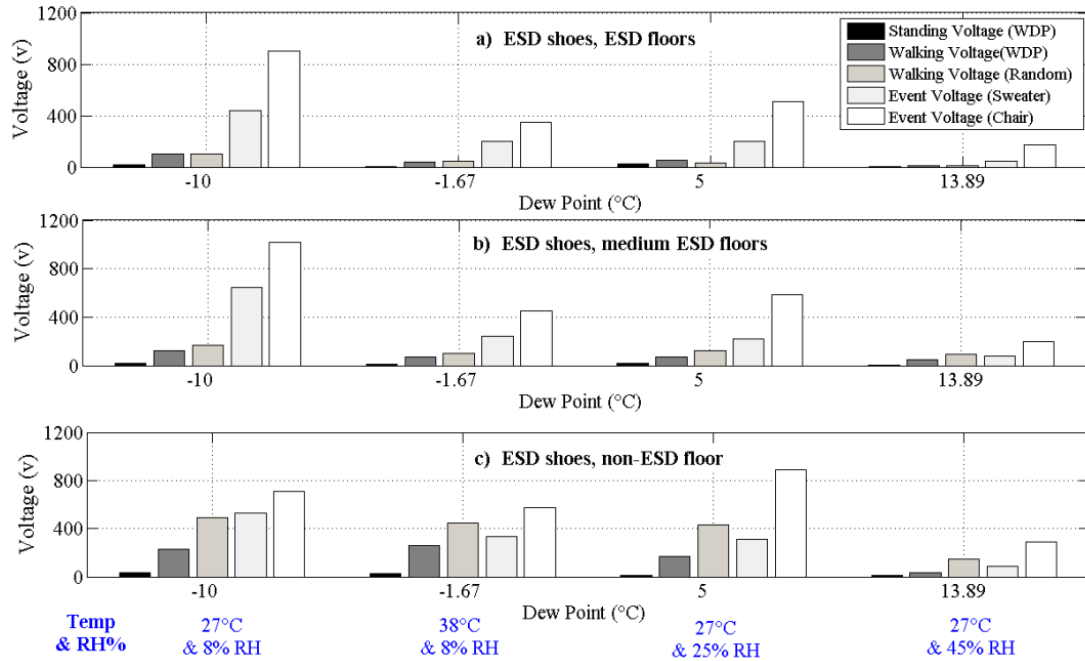 1200
800
400
0
Voltage (v)
a) ESD shoes, ESD floors
Standing Voltage (WDP)
Walking Voltage(WDP)
Walking Voltage (Random)
Event Voltage (Sweater)
Event Voltage (Chair)
-10 -1.67 5 13.89
Dew Point (°C)
1200
800
400
0
Voltage (v)
b) ESD shoes, medium ESD floors
-10 -1.67 5 13.89
Dew Point (°C)
1200
800
400
0
Voltage (v)
c) ESD shoes, non-ESD floor
-10 -1.67 5 13.89
Dew Point (°C)
Temp 27°C 38°C 27°C 27°C
& RH% & 8% RH & 8% RH & 25% RH & 45% RH